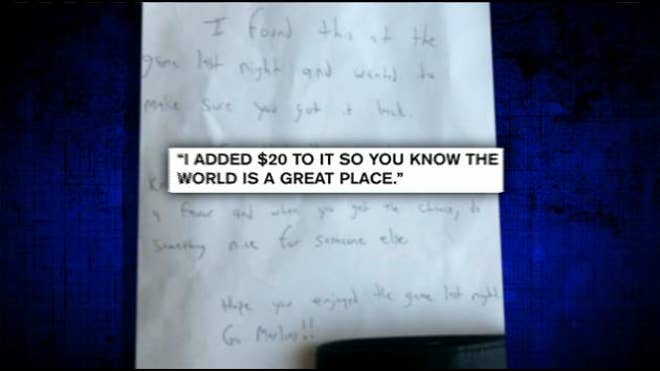 I found this at the
game last night and wanted to
make sure you got it back.
"I ADDED $20 TO IT SO YOU KNOW THE
WORLD IS A GREAT PLACE."
a favor and when you get the chance, do
something nice for someone else
Hope you enjoyed the game last night.
Go Marlins!!